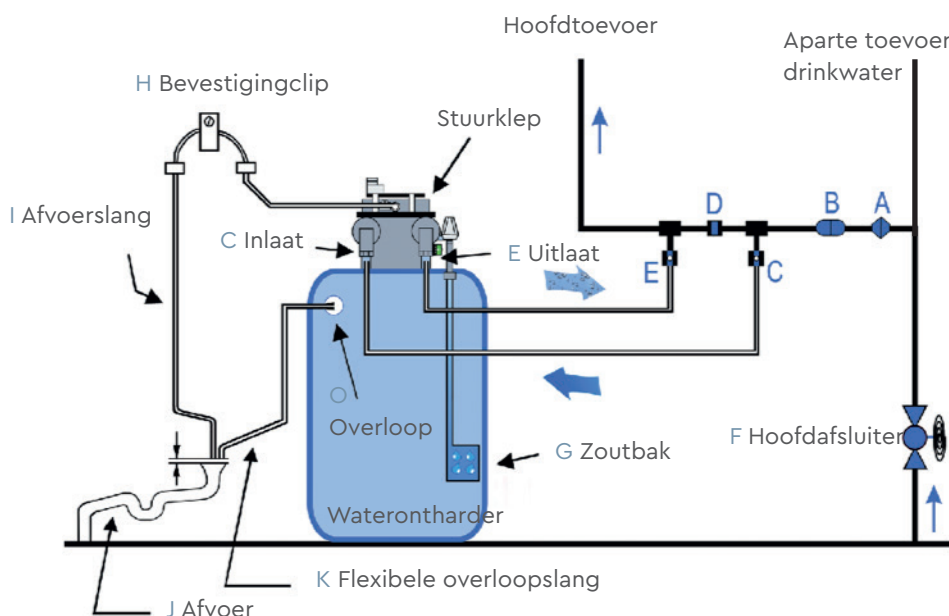 Hoofdtoevoer
Aparte toevoer
drinkwater
H Bevestigingclip
Stuurklep
I Afvoerslang
C Inlaat
E Uitlaat
D
B
A
E
C
Overloop
G Zoutbak
F Hoofdafsluiter
Waterontharder
K Flexibele overloopslang
J Afvoer